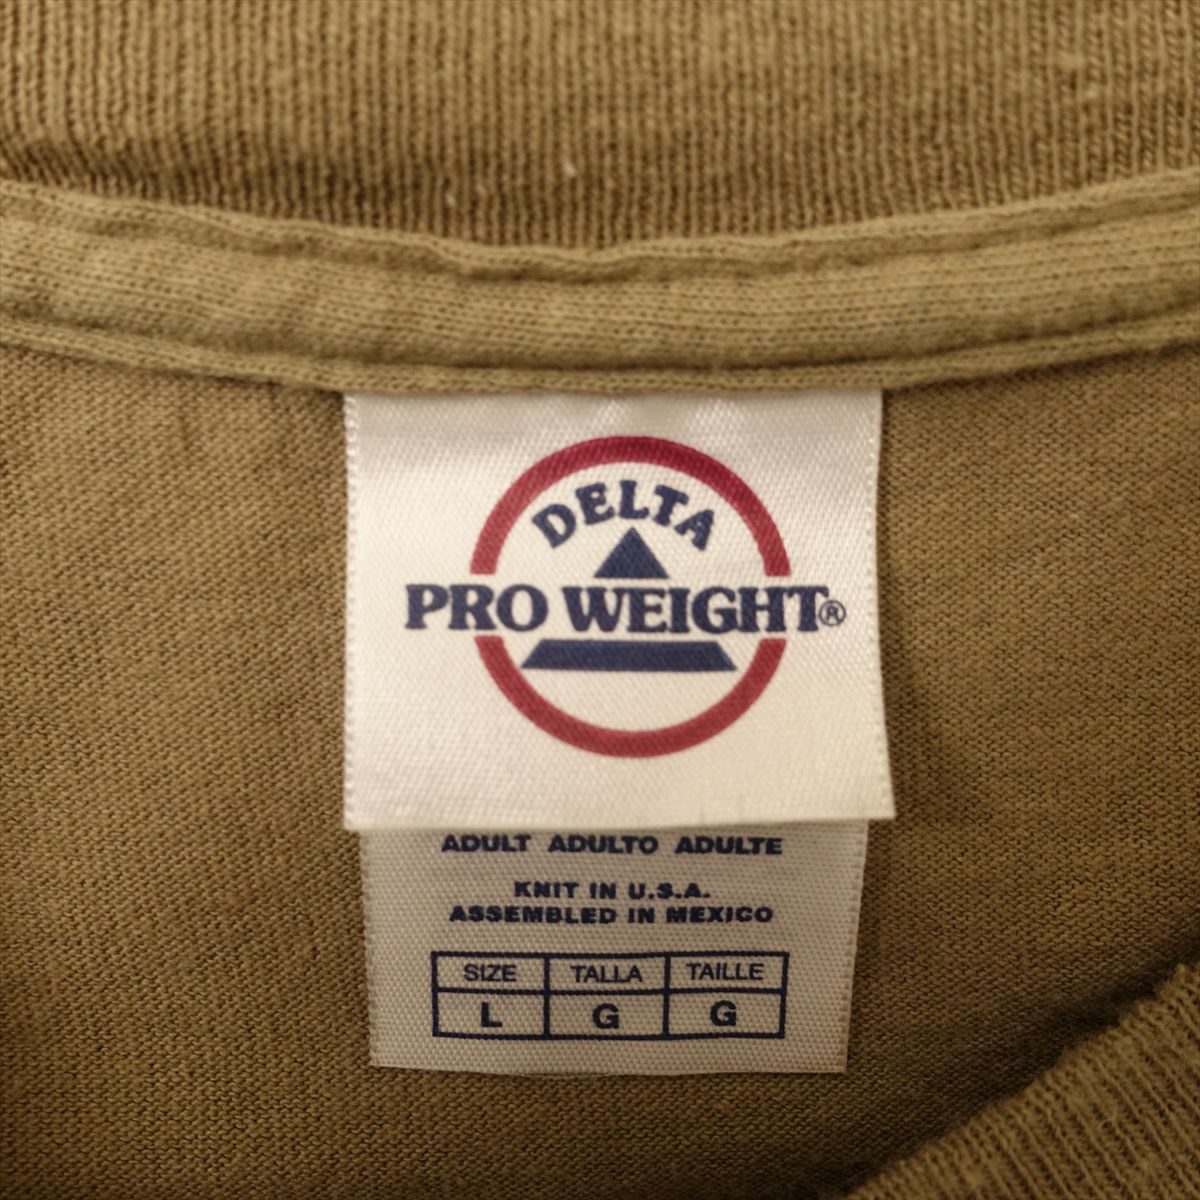 DELTA
PRO WEIGHT®
ADULT ADULTO ADULTE
KNIT IN U.S.A.
ASSEMBLED IN MEXICO
SIZE TALLA TAILLE
L G G